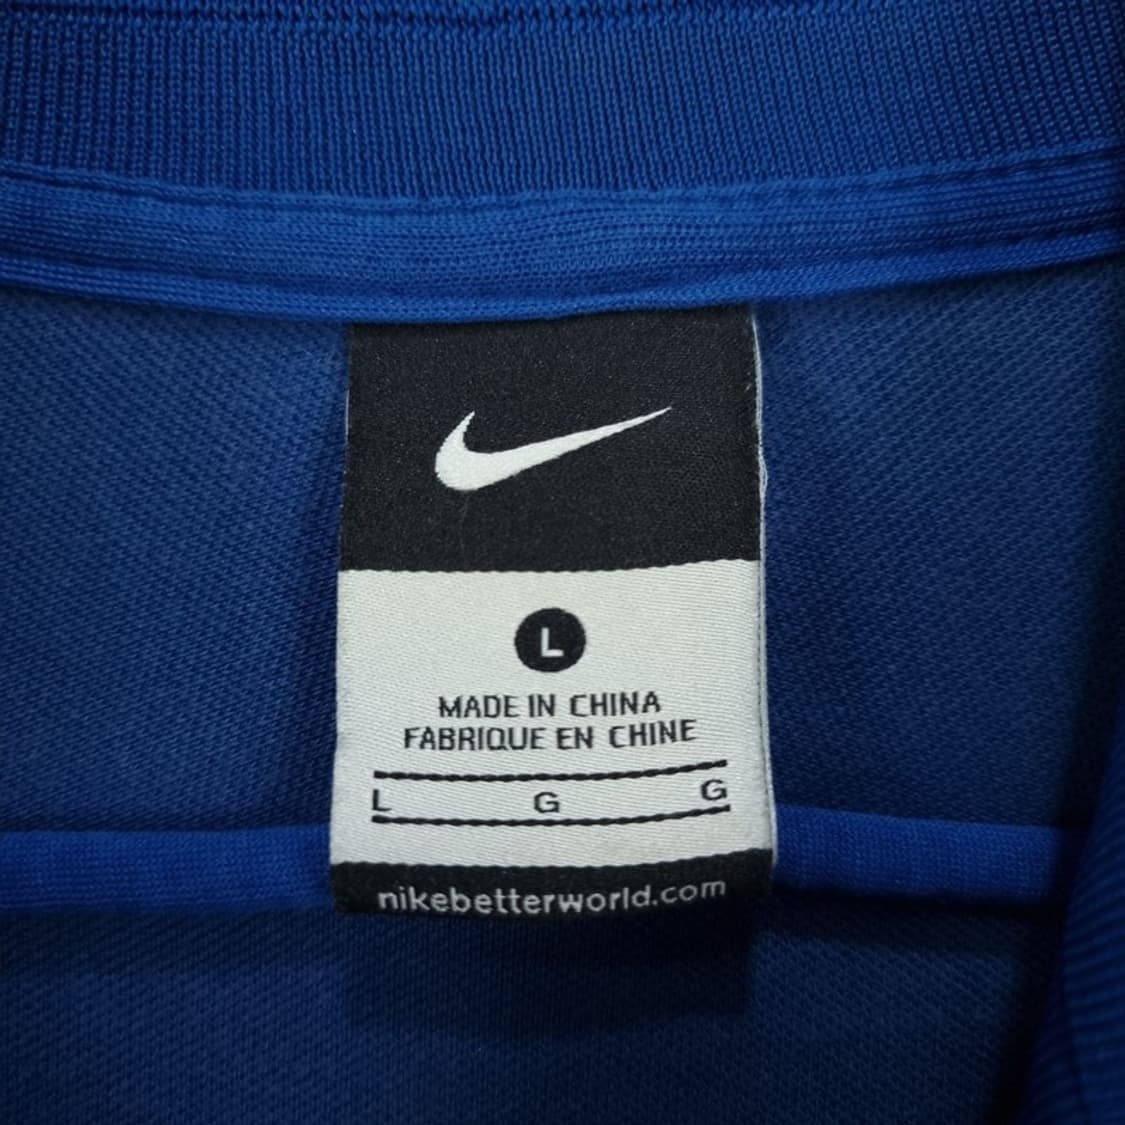 L
MADE IN CHINA
FABRIQUE EN CHINE
L G G
nikebetterworld.com